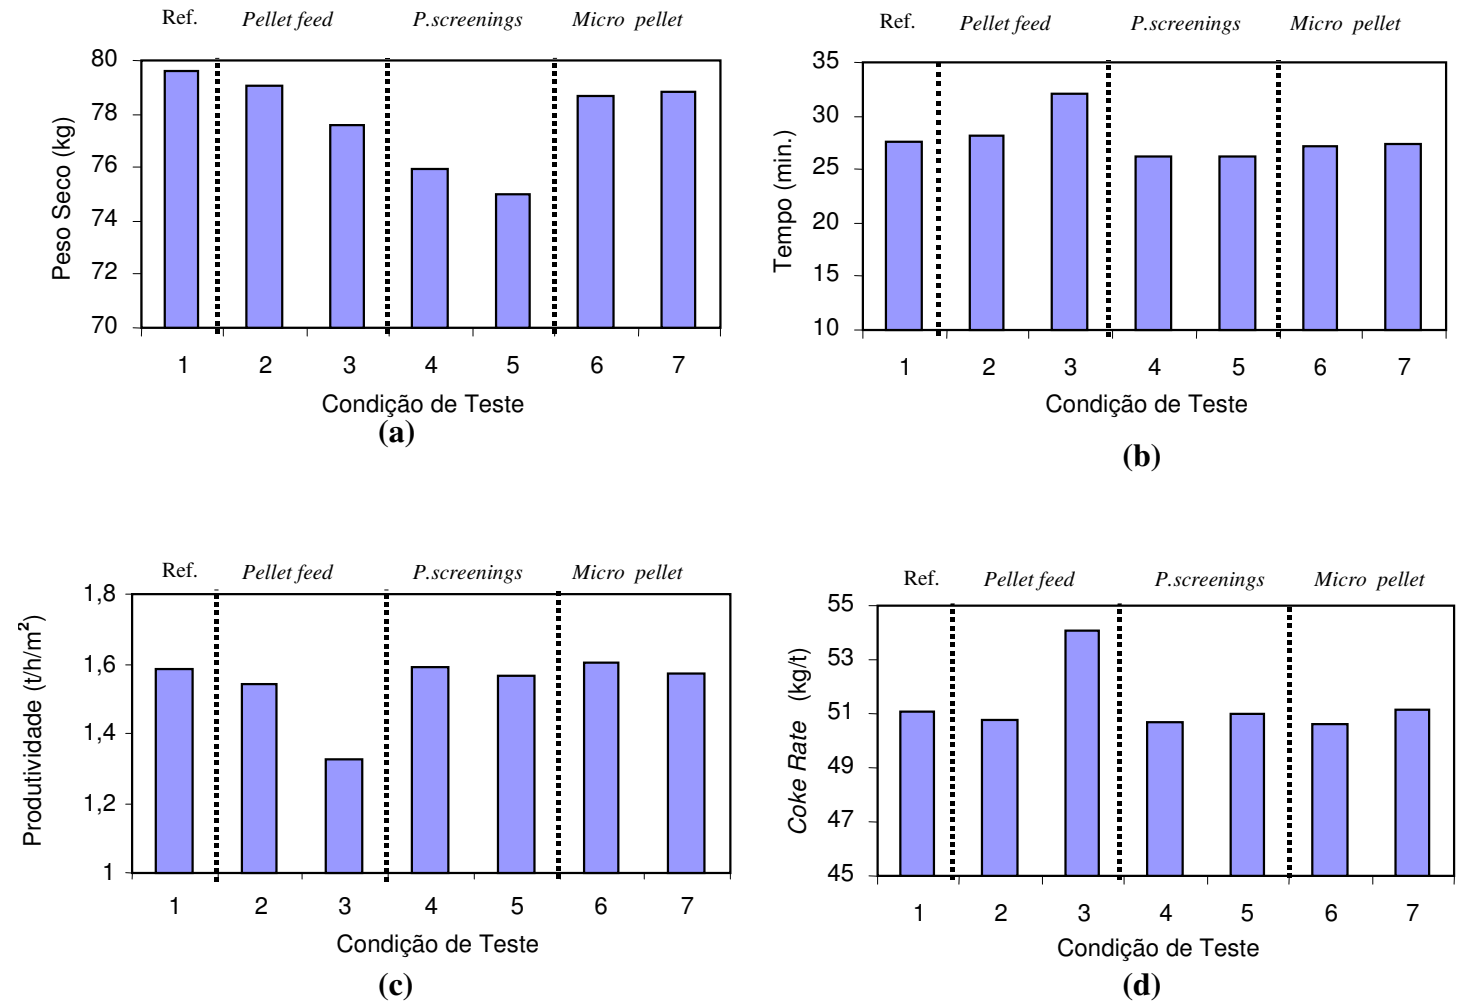 Ref. Pellet feed P.screenings Micro pellet
80
78
76
74
72
70
Peso Seco (kg)
1 2 3 4 5 6 7
Condição de Teste
(a)
Ref. Pellet feed P.screenings Micro pellet
35
30
25
20
15
10
Tempo (min.)
1 2 3 4 5 6 7
Condição de Teste
(b)
Ref. Pellet feed P.screenings Micro pellet
1,8
1,6
1,4
1,2
1
Produtividade (t/h/m²)
1 2 3 4 5 6 7
Condição de Teste
(c)
Ref. Pellet feed P.screenings Micro pellet
55
53
51
49
47
45
Coke Rate (kg/t)
1 2 3 4 5 6 7
Condição de Teste
(d)